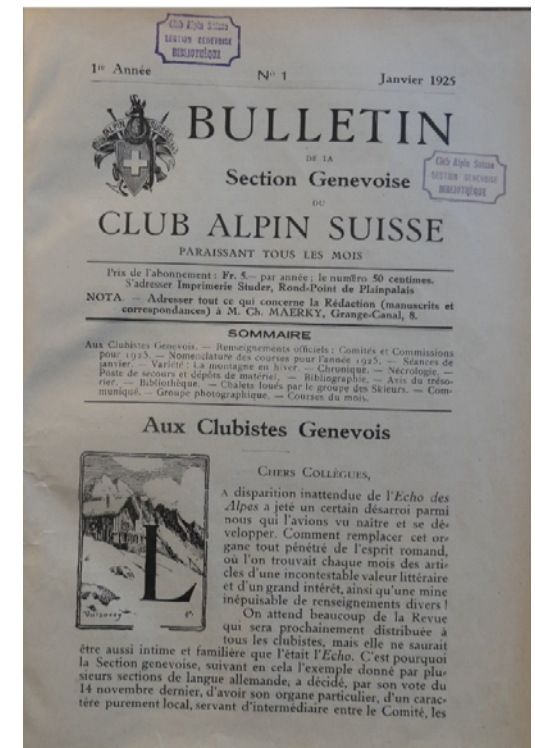 Club Alpin Suisse
SECTION GENEVOISE
BIBLIOTHÈQUE
1re Année
N° 1
Janvier 1925
CLUB ALPIN SUISSE
BULLETIN
DE LA
Section Genevoise
DU
CLUB ALPIN SUISSE
PARAISSANT TOUS LES MOIS
Club Alpin Suisse
SECTION GENEVOISE
BIBLIOTHÈQUE
Prix de l'abonnement : Fr. 5.— par année ; le numéro 50 centimes.
S'adresser Imprimerie Studer, Rond-Point de Plainpalais
NOTA. — Adresser tout ce qui concerne la Rédaction (manuscrits et
correspondances) à M. Ch. MAERKY, Grange-Canal, 8.
SOMMAIRE
Aux Clubistes Genevois. — Renseignements officiels : Comités et Commissions
pour 1925. — Nomenclature des courses pour l'année 1925. — Séances de
janvier. — Variété : La montagne en hiver. — Chronique. — Nécrologie. —
Poste de secours et dépôts de matériel. — Bibliographie. — Avis du tréso-
rier. — Bibliothèque. — Chalets loués par le groupe des Skieurs. — Com-
muniqué. — Groupe photographique. — Courses du mois.
Aux Clubistes Genevois
CHERS COLLÈGUES,
LA disparition inattendue de l'Echo des
Alpes a jeté un certain désarroi parmi
nous qui l'avions vu naître et se dé-
velopper. Comment remplacer cet or-
gane tout pénétré de l'esprit romand,
où l'on trouvait chaque mois des arti-
cles d'une incontestable valeur littéraire
et d'un grand intérêt, ainsi qu'une mine
inépuisable de renseignements divers !
On attend beaucoup de la Revue
qui sera prochainement distribuée à
tous les clubistes, mais elle ne saurait
être aussi intime et familière que l'était l'Echo. C'est pourquoi
la Section genevoise, suivant en cela l'exemple donné par plu-
sieurs sections de langue allemande, a décidé, par son vote du
14 novembre dernier, d'avoir son organe particulier, d'un carac-
tère purement local, servant d'intermédiaire entre le Comité, les